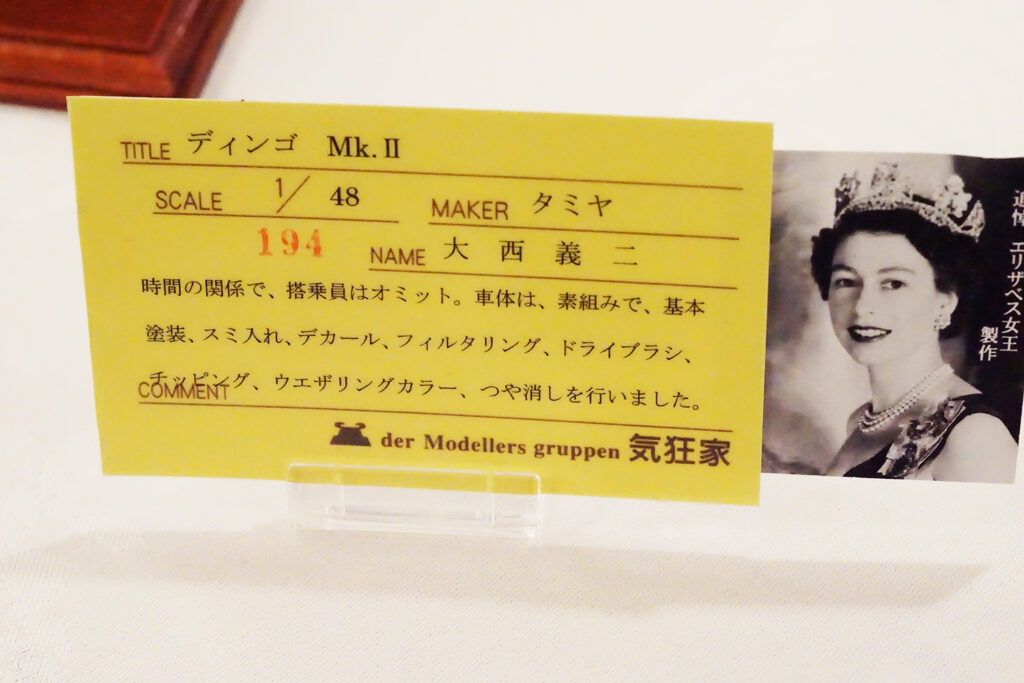 TITLE ディンゴ Mk.Ⅱ
SCALE 1/48 MAKER タミヤ
194 NAME 大西義二
時間の関係で、搭乗員はオミット。車体は、素組みで、基本
塗装、スミ入れ、デカール、フィルタリング、ドライブラシ、
チッピング、ウエザリングカラー、つや消しを行いました。
COMMENT
der Modellers gruppen 気狂家
追悼 エリザベス女王
製作